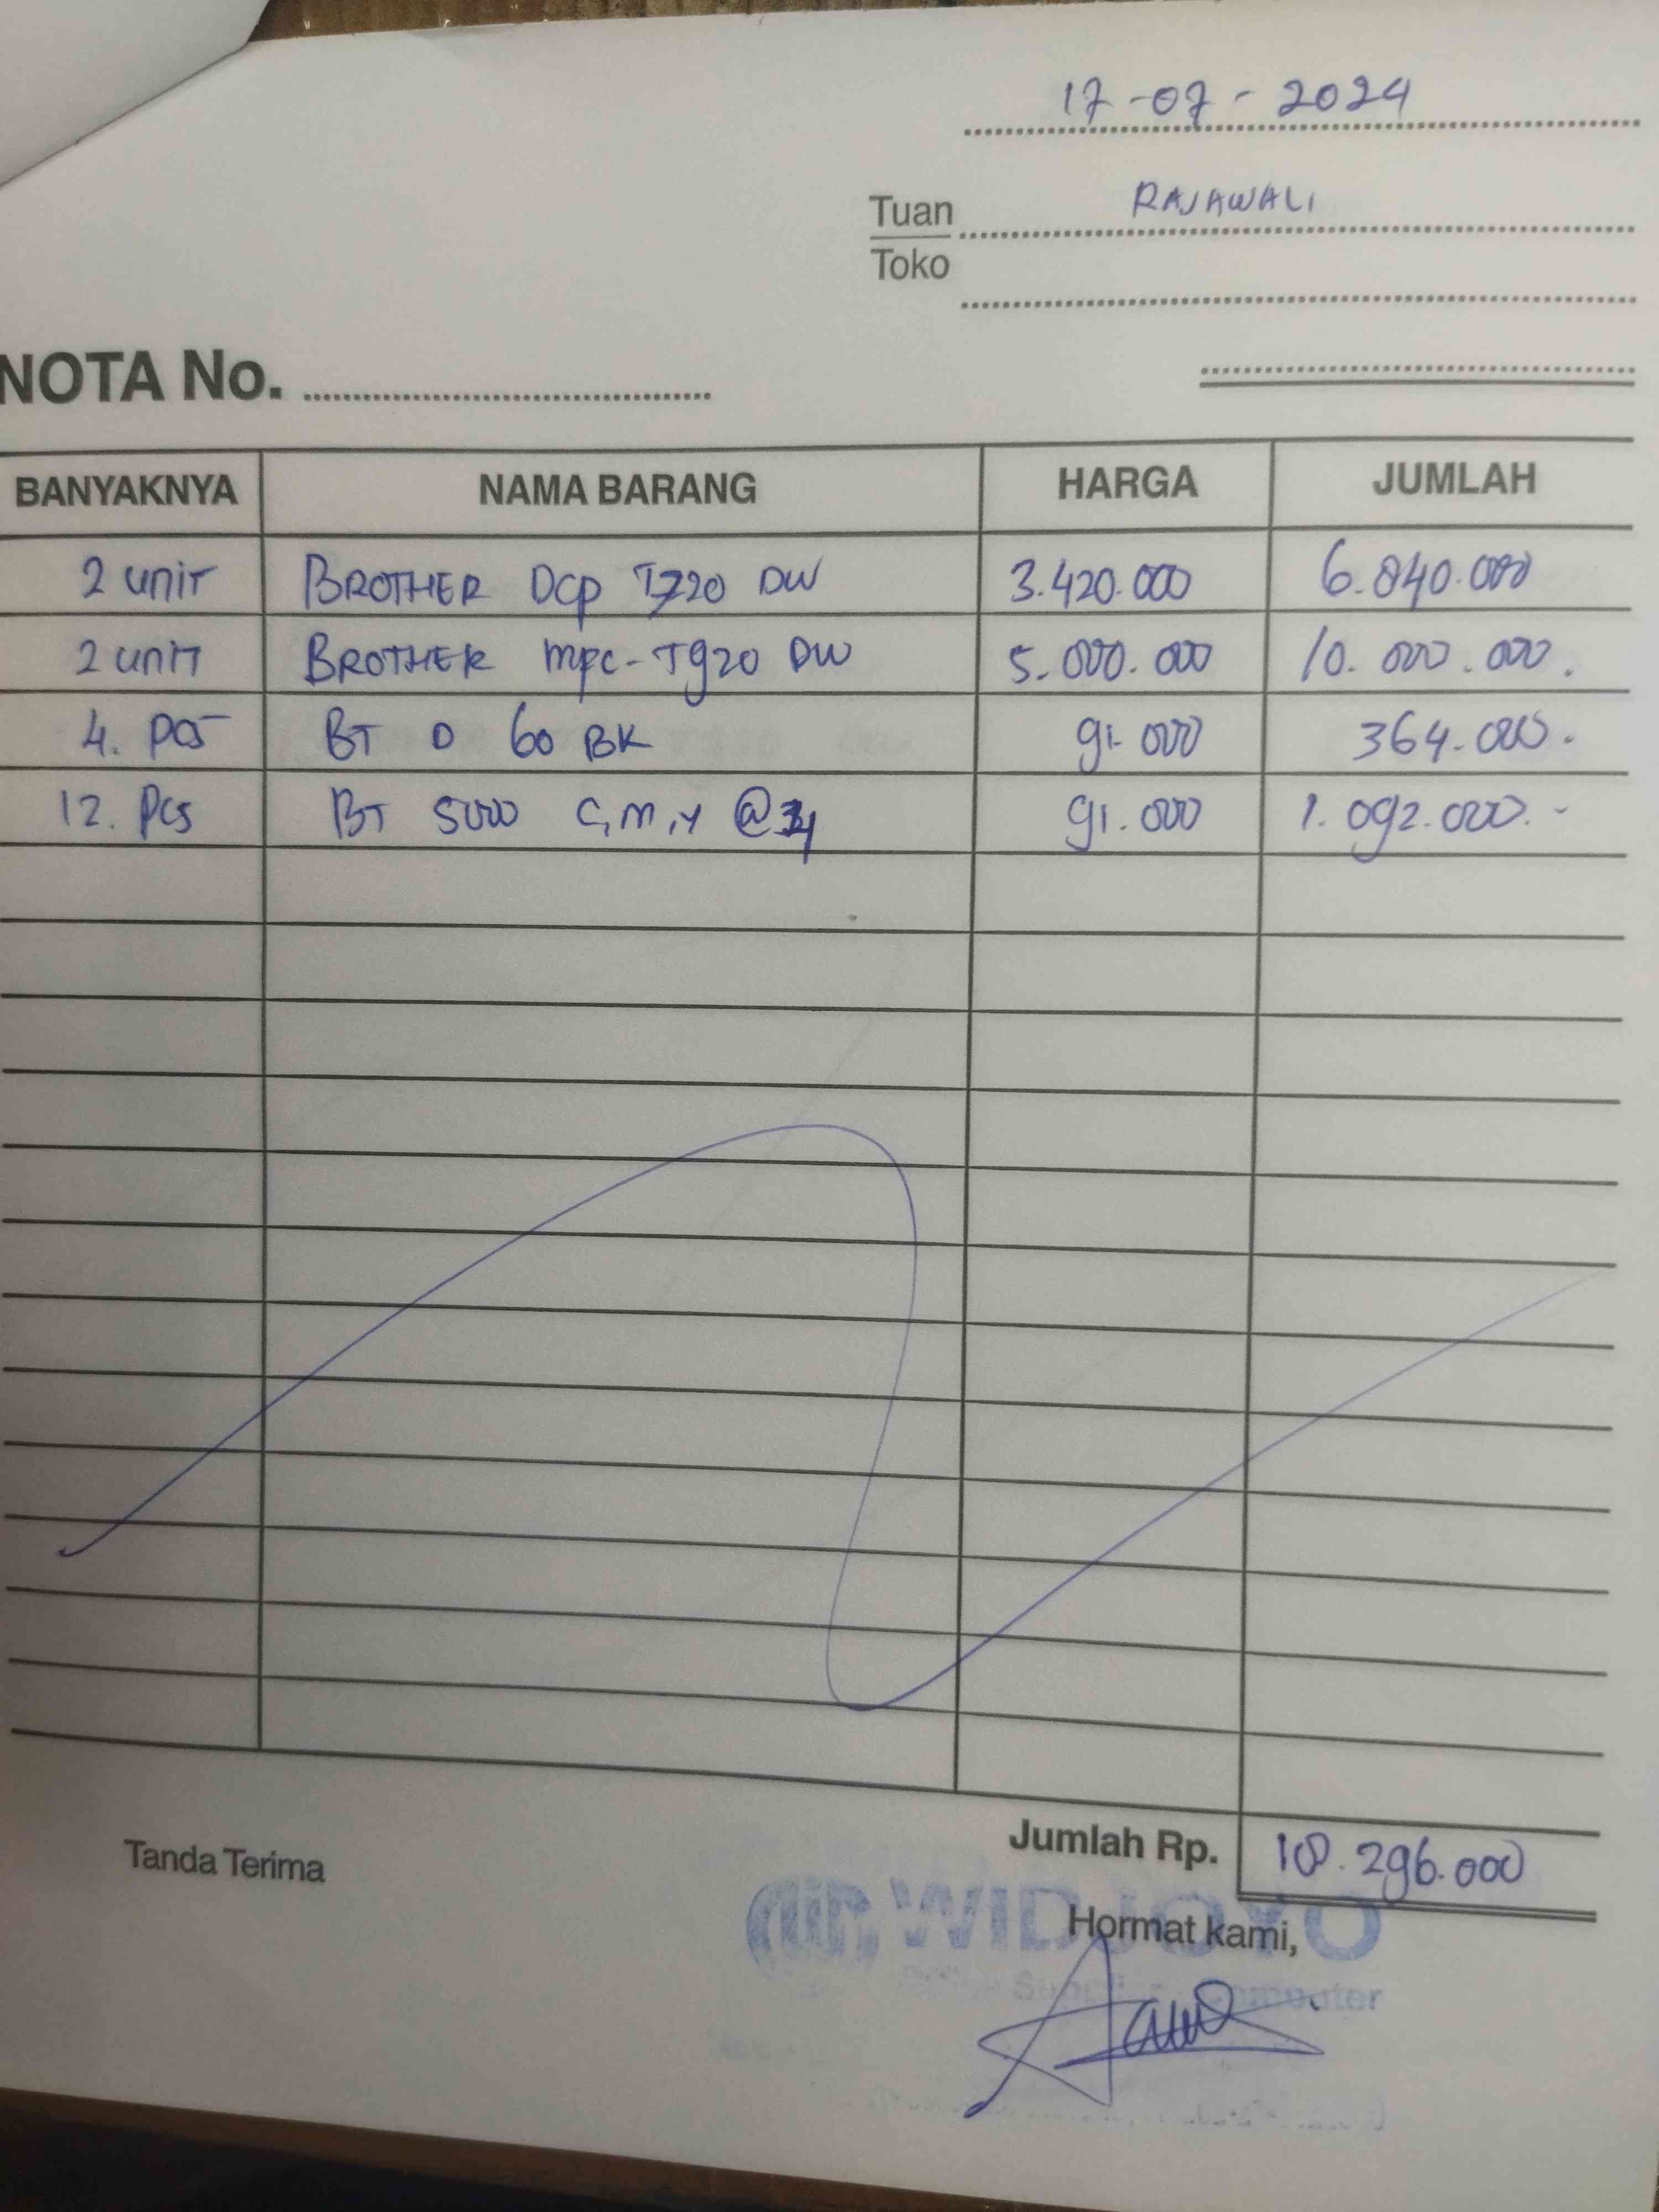 17-07-2024
Tuan RAJAWALI
Toko
NOTA No.
BANYAKNYA NAMA BARANG HARGA JUMLAH
2 unit BROTHER DCP T720 DW 3.420.000 6.840.000
2 unit BROTHER MFC-T920 DW 5.000.000 10.000.000.
4. pcs BT D 60 BK 91.000 364.000.
12. Pcs BT 5000 C,M,Y @4 91.000 1.092.000.-
Jumlah Rp. 18.296.000
Tanda Terima
WIDJOYO
Hormat kami,
Computer